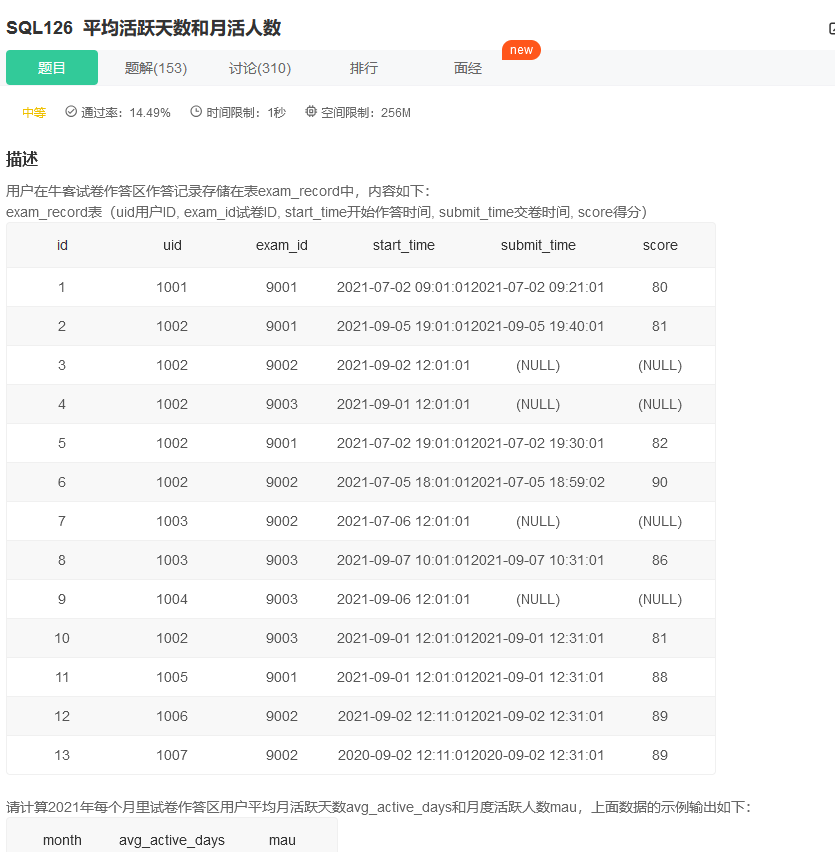 SQL126 平均活跃天数和月活人数
题目 题解(153) 讨论(310) 排行 面经 new
中等 通过率：14.49% 时间限制：1秒 空间限制：256M
描述
用户在牛客试卷作答区作答记录存储在表exam_record中，内容如下：
exam_record表（uid用户ID, exam_id试卷ID, start_time开始作答时间, submit_time交卷时间, score得分）
id uid exam_id start_time submit_time score
1 1001 9001 2021-07-02 09:01:01 2021-07-02 09:21:01 80
2 1002 9001 2021-09-05 19:01:01 2021-09-05 19:40:01 81
3 1002 9002 2021-09-02 12:01:01 (NULL) (NULL)
4 1002 9003 2021-09-01 12:01:01 (NULL) (NULL)
5 1002 9001 2021-07-02 19:01:01 2021-07-02 19:30:01 82
6 1002 9002 2021-07-05 18:01:01 2021-07-05 18:59:02 90
7 1003 9002 2021-07-06 12:01:01 (NULL) (NULL)
8 1003 9003 2021-09-07 10:01:01 2021-09-07 10:31:01 86
9 1004 9003 2021-09-06 12:01:01 (NULL) (NULL)
10 1002 9003 2021-09-01 12:01:01 2021-09-01 12:31:01 81
11 1005 9001 2021-09-01 12:01:01 2021-09-01 12:31:01 88
12 1006 9002 2021-09-02 12:11:01 2021-09-02 12:31:01 89
13 1007 9002 2020-09-02 12:11:01 2020-09-02 12:31:01 89
请计算2021年每个月里试卷作答区用户平均月活跃天数avg_active_days和月度活跃人数mau，上面数据的示例输出如下：
month avg_active_days mau